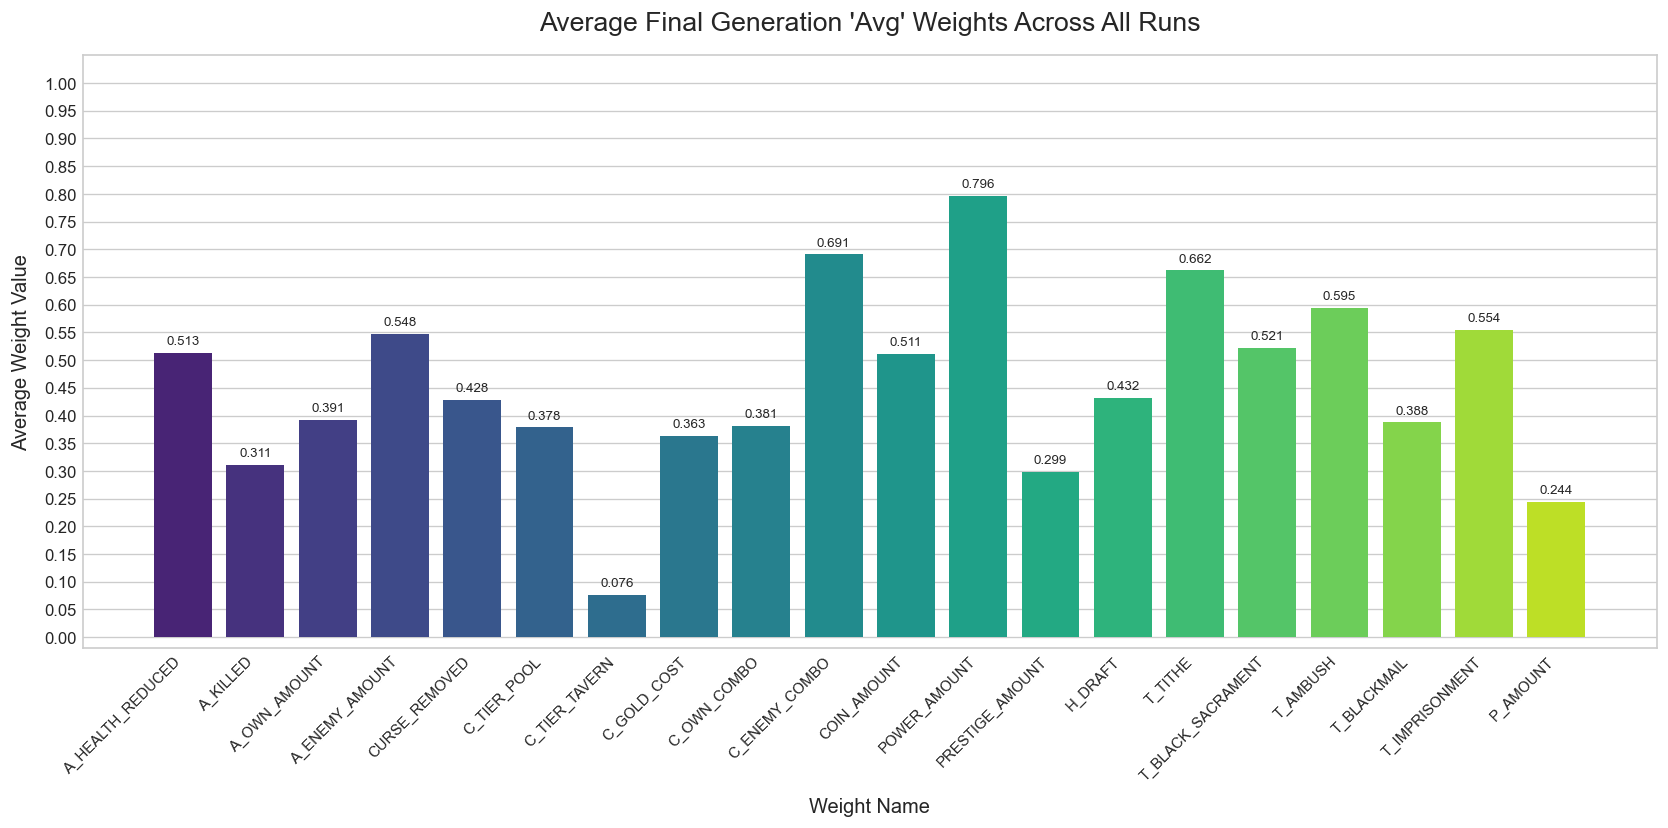 Average Final Generation 'Avg' Weights Across All Runs
Average Weight Value
1.00
0.95
0.90
0.85
0.80
0.75
0.70
0.65
0.60
0.55
0.50
0.45
0.40
0.35
0.30
0.25
0.20
0.15
0.10
0.05
0.00
0.513
0.311
0.391
0.548
0.428
0.378
0.076
0.363
0.381
0.691
0.511
0.796
0.299
0.432
0.662
0.521
0.595
0.388
0.554
0.244
A_HEALTH_REDUCED
A_KILLED
A_OWN_AMOUNT
A_ENEMY_AMOUNT
CURSE_REMOVED
C_TIER_POOL
C_TIER_TAVERN
C_GOLD_COST
C_OWN_COMBO
C_ENEMY_COMBO
COIN_AMOUNT
POWER_AMOUNT
PRESTIGE_AMOUNT
H_DRAFT
T_TITHE
T_BLACK_SACRAMENT
T_AMBUSH
T_BLACKMAIL
T_IMPRISONMENT
P_AMOUNT
Weight Name